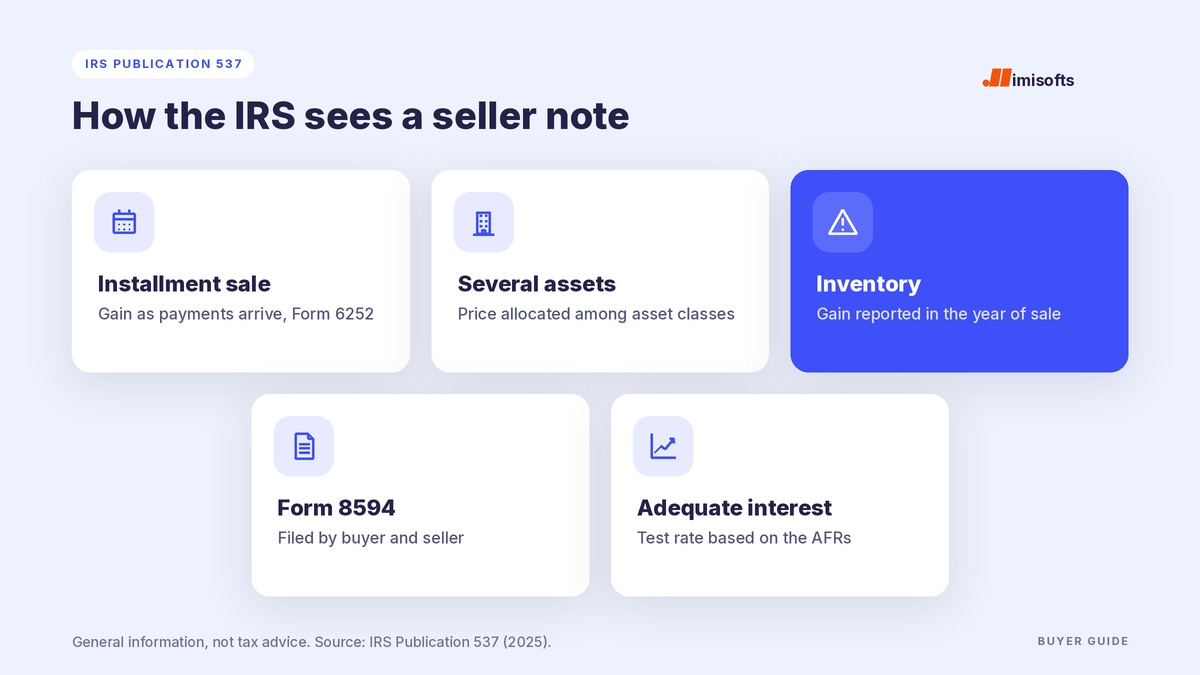 IRS PUBLICATION 537
imisofts
How the IRS sees a seller note
Installment sale
Gain as payments arrive, Form 6252
Several assets
Price allocated among asset classes
Inventory
Gain reported in the year of sale
Form 8594
Filed by buyer and seller
Adequate interest
Test rate based on the AFRs
General information, not tax advice. Source: IRS Publication 537 (2025).
BUYER GUIDE